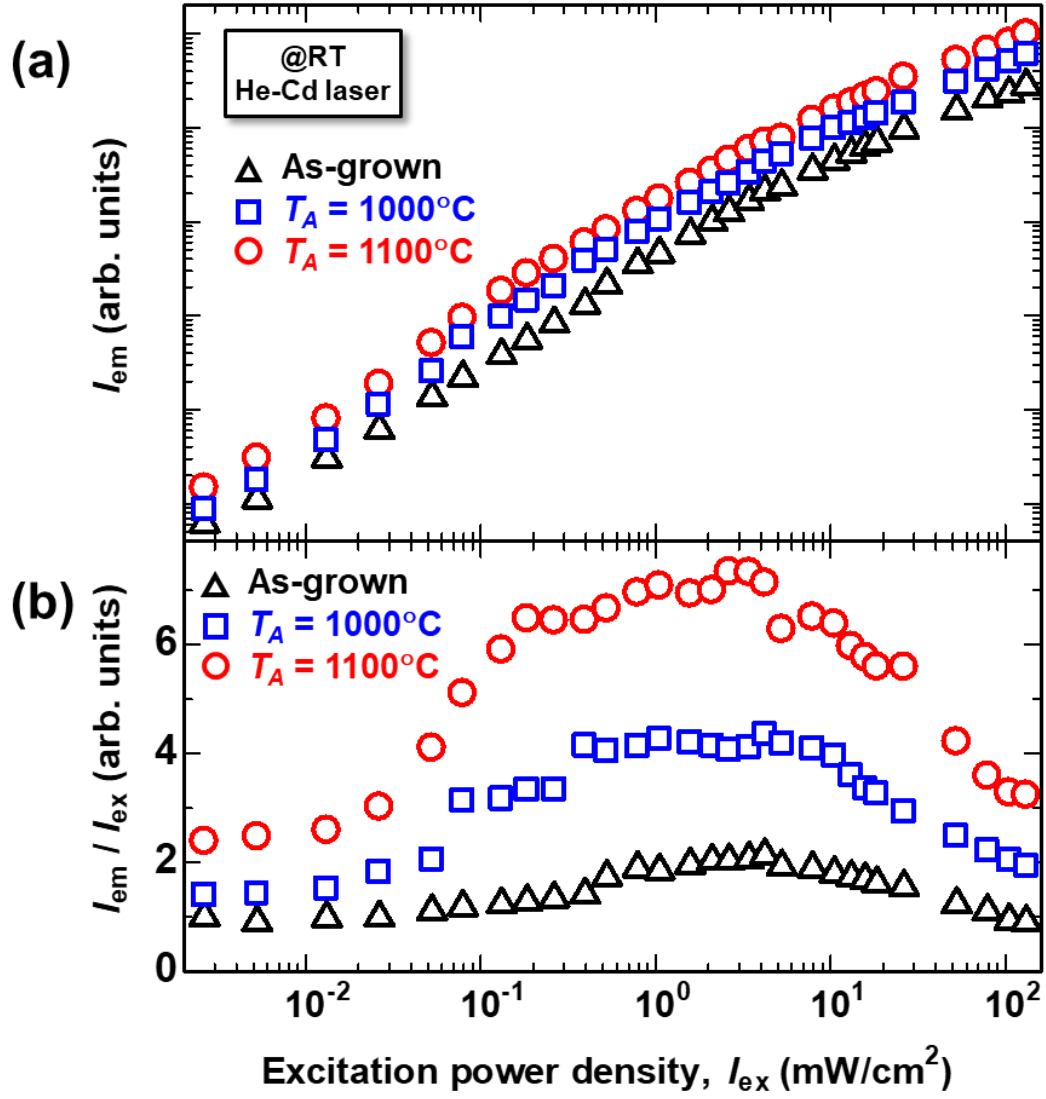 (a)
@RT
He-Cd laser
As-grown
T_A = 1000°C
T_A = 1100°C
I_em (arb. units)
(b)
As-grown
T_A = 1000°C
T_A = 1100°C
I_em / I_ex (arb. units)
6
4
2
0
10^-2 10^-1 10^0 10^1 10^2
Excitation power density, I_ex (mW/cm^2)